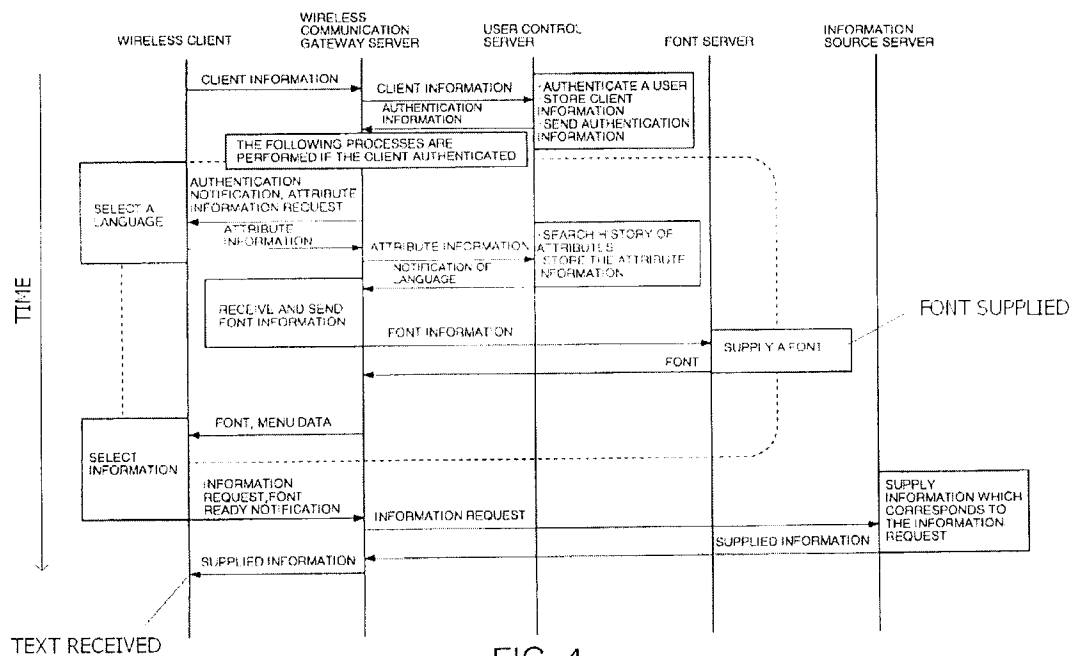 WIRELESS CLIENT
WIRELESS
COMMUNICATION
GATEWAY SERVER
USER CONTROL
SERVER
FONT SERVER
INFORMATION
SOURCE SERVER
CLIENT INFORMATION
CLIENT INFORMATION
·AUTHENTICATE A USER
·STORE CLIENT
INFORMATION
·SEND AUTHENTICATION
INFORMATION
AUTHENTICATION
INFORMATION
THE FOLLOWING PROCESSES ARE
PERFORMED IF THE CLIENT AUTHENTICATED
SELECT A
LANGUAGE
AUTHENTICATION
NOTIFICATION, ATTRIBUTE
INFORMATION REQUEST
ATTRIBUTE
INFORMATION
ATTRIBUTE INFORMATION
·SEARCH HISTORY OF
ATTRIBUTES
·STORE THE ATTRIBUTE
INFORMATION
NOTIFICATION OF
LANGUAGE
TIME
RECEIVE AND SEND
FONT INFORMATION
FONT INFORMATION
SUPPLY A FONT
FONT SUPPLIED
FONT
FONT, MENU DATA
SELECT
INFORMATION
INFORMATION
REQUEST,FONT
READY NOTIFICATION
INFORMATION REQUEST
SUPPLY
INFORMATION WHICH
CORRESPONDS TO
THE INFORMATION
REQUEST
SUPPLIED INFORMATION
SUPPLIED INFORMATION
TEXT RECEIVED
FIG. 4